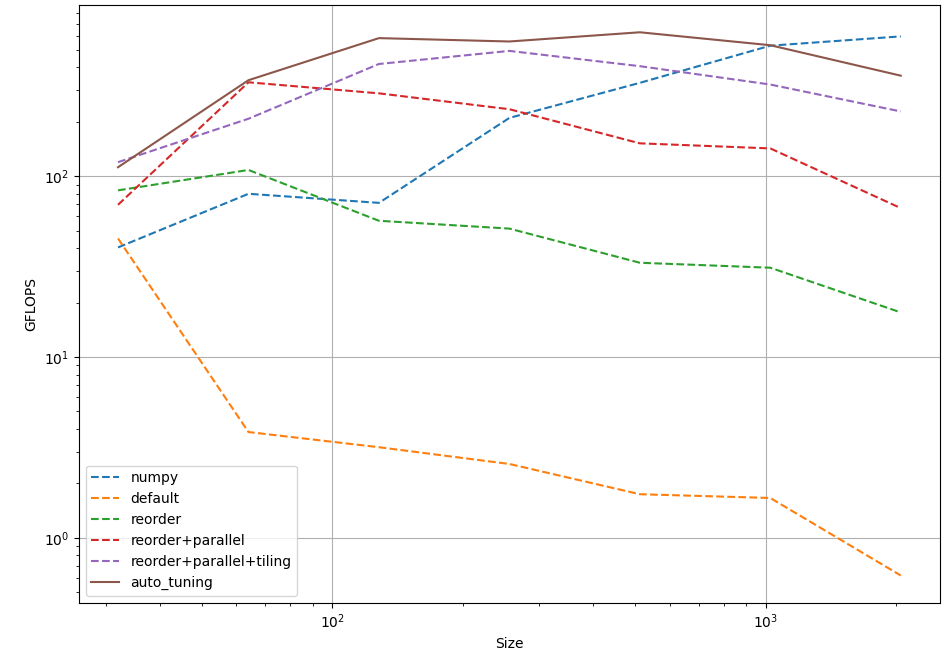 10²
10¹
10⁰
GFLOPS
numpy
default
reorder
reorder+parallel
reorder+parallel+tiling
auto_tuning
10²
10³
Size